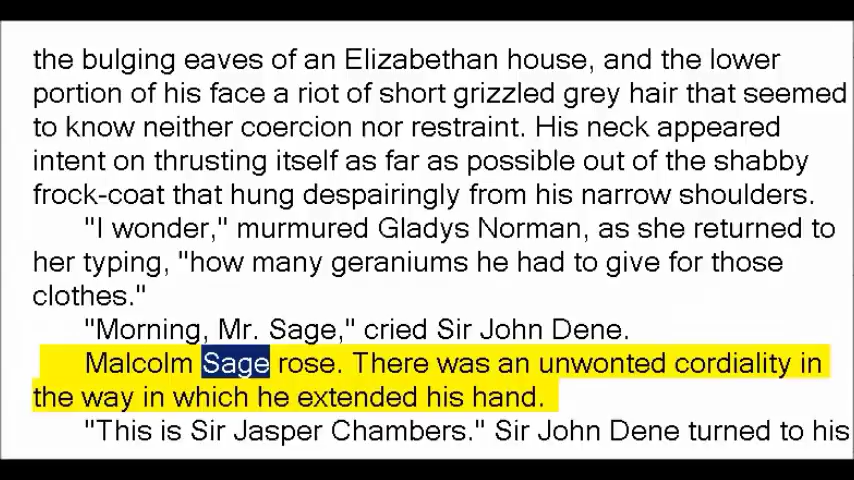 the bulging eaves of an Elizabethan house, and the lower
portion of his face a riot of short grizzled grey hair that seemed
to know neither coercion nor restraint. His neck appeared
intent on thrusting itself as far as possible out of the shabby
frock-coat that hung despairingly from his narrow shoulders.
"I wonder," murmured Gladys Norman, as she returned to
her typing, "how many geraniums he had to give for those
clothes."
"Morning, Mr. Sage," cried Sir John Dene.
Malcolm Sage rose. There was an unwonted cordiality in
the way in which he extended his hand.
"This is Sir Jasper Chambers." Sir John Dene turned to his